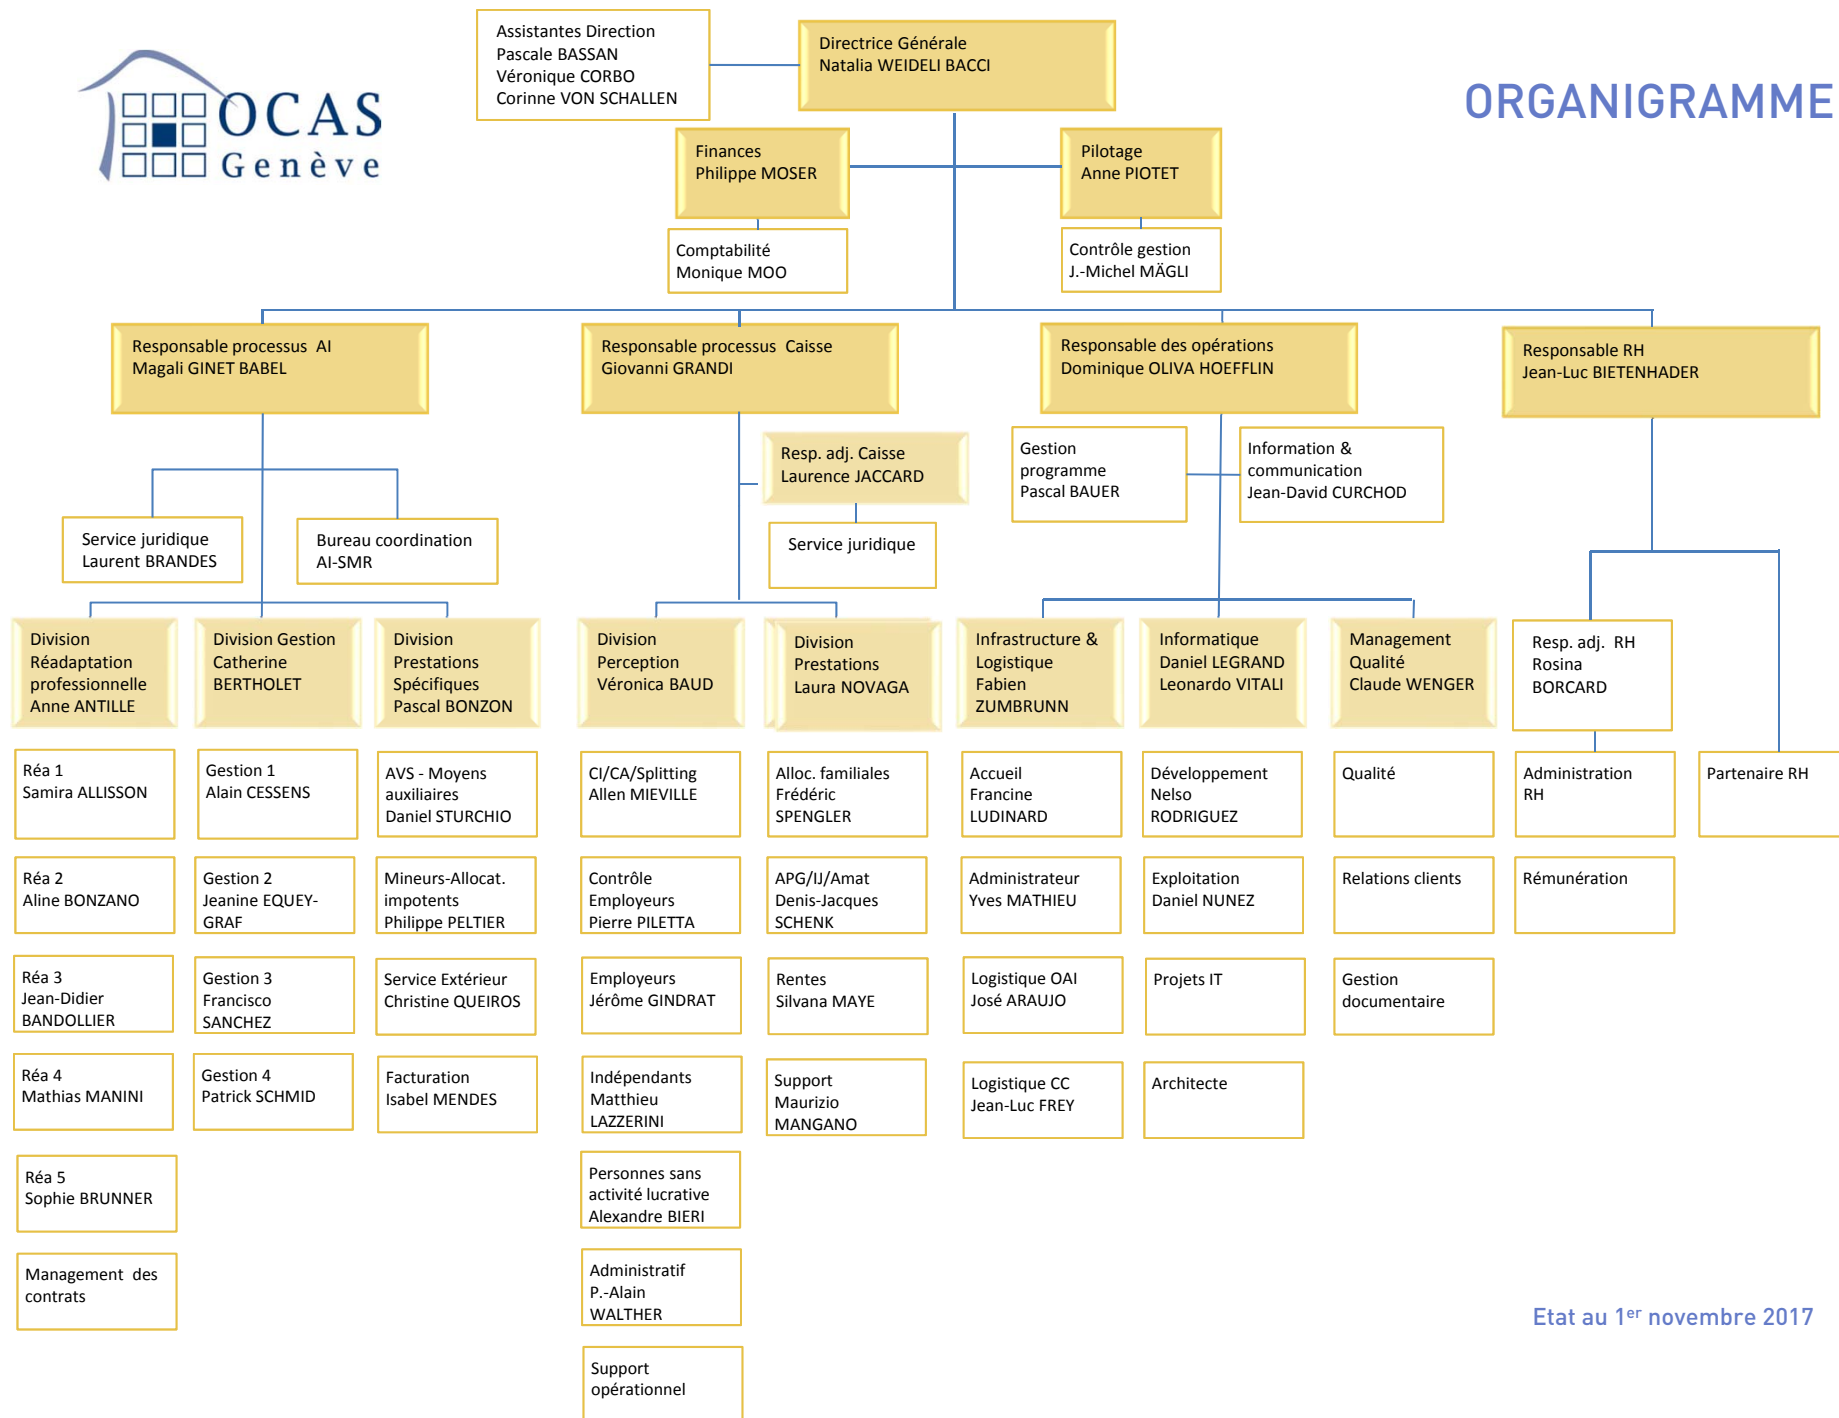 OCAS
Genève
Assistantes Direction
Pascale BASSAN
Véronique CORBO
Corinne VON SCHALLEN
Directrice Générale
Natalia WEIDELI BACCI
ORGANIGRAMME
Finances
Philippe MOSER
Pilotage
Anne PIOTET
Comptabilité
Monique MOO
Contrôle gestion
J.-Michel MÄGLI
Responsable processus AI
Magali GINET BABEL
Responsable processus Caisse
Giovanni GRANDI
Responsable des opérations
Dominique OLIVA HOEFFLIN
Responsable RH
Jean-Luc BIETENHADER
Resp. adj. Caisse
Laurence JACCARD
Gestion
programme
Pascal BAUER
Information &
communication
Jean-David CURCHOD
Service juridique
Laurent BRANDES
Bureau coordination
AI-SMR
Service juridique
Division
Réadaptation
professionnelle
Anne ANTILLE
Division Gestion
Catherine
BERTHOLET
Division
Prestations
Spécifiques
Pascal BONZON
Division
Perception
Véronica BAUD
Division
Prestations
Laura NOVAGA
Infrastructure &
Logistique
Fabien
ZUMBRUNN
Informatique
Daniel LEGRAND
Leonardo VITALI
Management
Qualité
Claude WENGER
Resp. adj. RH
Rosina
BORCARD
Réa 1
Samira ALLISSON
Gestion 1
Alain CESSENS
AVS - Moyens
auxiliaires
Daniel STURCHIO
CI/CA/Splitting
Allen MIEVILLE
Alloc. familiales
Frédéric
SPENGLER
Accueil
Francine
LUDINARD
Développement
Nelso
RODRIGUEZ
Qualité
Administration
RH
Partenaire RH
Réa 2
Aline BONZANO
Gestion 2
Jeanine EQUEY-
GRAF
Mineurs-Allocat.
impotents
Philippe PELTIER
Contrôle
Employeurs
Pierre PILETTA
APG/IJ/Amat
Denis-Jacques
SCHENK
Administrateur
Yves MATHIEU
Exploitation
Daniel NUNEZ
Relations clients
Rémunération
Réa 3
Jean-Didier
BANDOLLIER
Gestion 3
Francisco
SANCHEZ
Service Extérieur
Christine QUEIROS
Employeurs
Jérôme GINDRAT
Rentes
Silvana MAYE
Logistique OAI
José ARAUJO
Projets IT
Gestion
documentaire
Réa 4
Mathias MANINI
Gestion 4
Patrick SCHMID
Facturation
Isabel MENDES
Indépendants
Matthieu
LAZZERINI
Support
Maurizio
MANGANO
Logistique CC
Jean-Luc FREY
Architecte
Réa 5
Sophie BRUNNER
Personnes sans
activité lucrative
Alexandre BIERI
Management des
contrats
Administratif
P.-Alain
WALTHER
Support
opérationnel
Etat au 1er novembre 2017